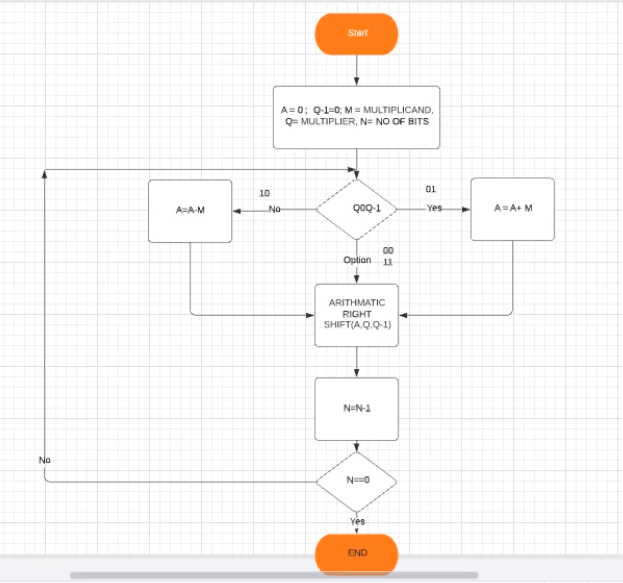 Start
A = 0 ; Q-1=0; M = MULTIPLICAND,
Q= MULTIPLIER, N= NO OF BITS
10
01
A=A-M
No
Q0Q-1
Yes
A = A+ M
Option
00
11
ARITHMATIC
RIGHT
SHIFT(A,Q,Q-1)
N=N-1
No
N==0
Yes
END